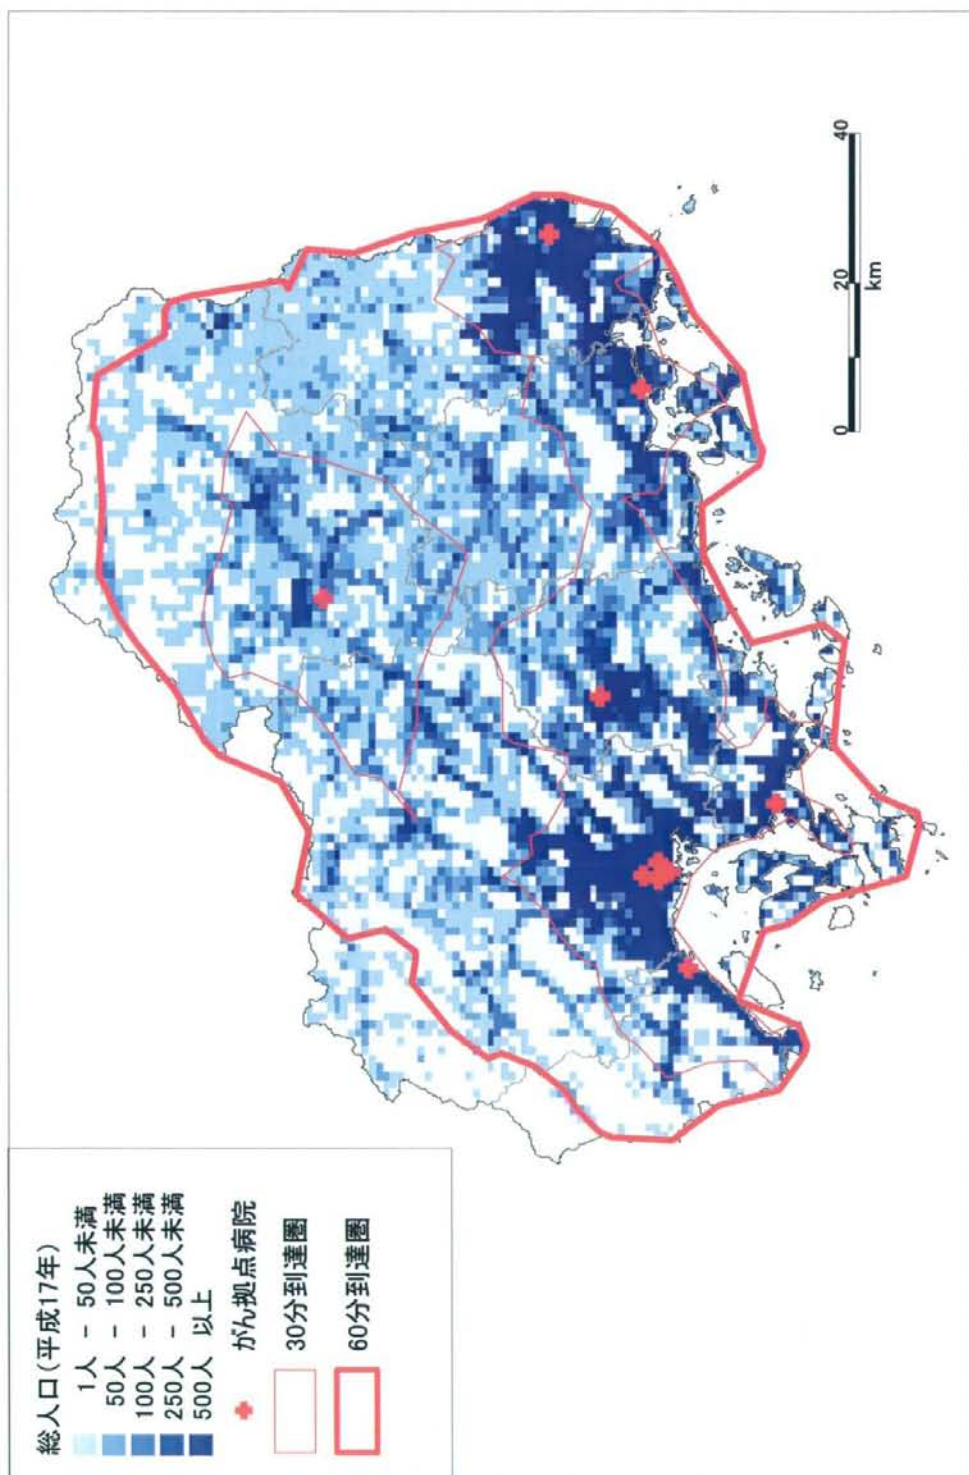 総人口(平成17年)
1人 - 50人未満
50人 - 100人未満
100人 - 250人未満
250人 - 500人未満
500人 以上
がん拠点病院
30分到達圏
60分到達圏
0 20 40
km